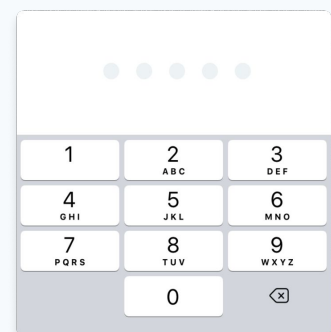 1 2 3
ABC DEF
4 5 6
GHI JKL MNO
7 8 9
PQRS TUV WXYZ
0